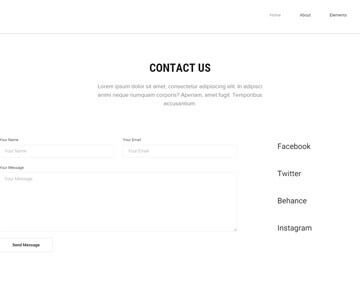 Home About Elements
CONTACT US
Lorem ipsum dolor sit amet, consectetur adipisicing elit. In adipisci
animi neque numquam corporis? Aperiam, amet fugit. Temporibus
accusantium.
Your Name Your Email
Your Name Your Email
Your Message
Your Message
Send Message
Facebook
Twitter
Behance
Instagram